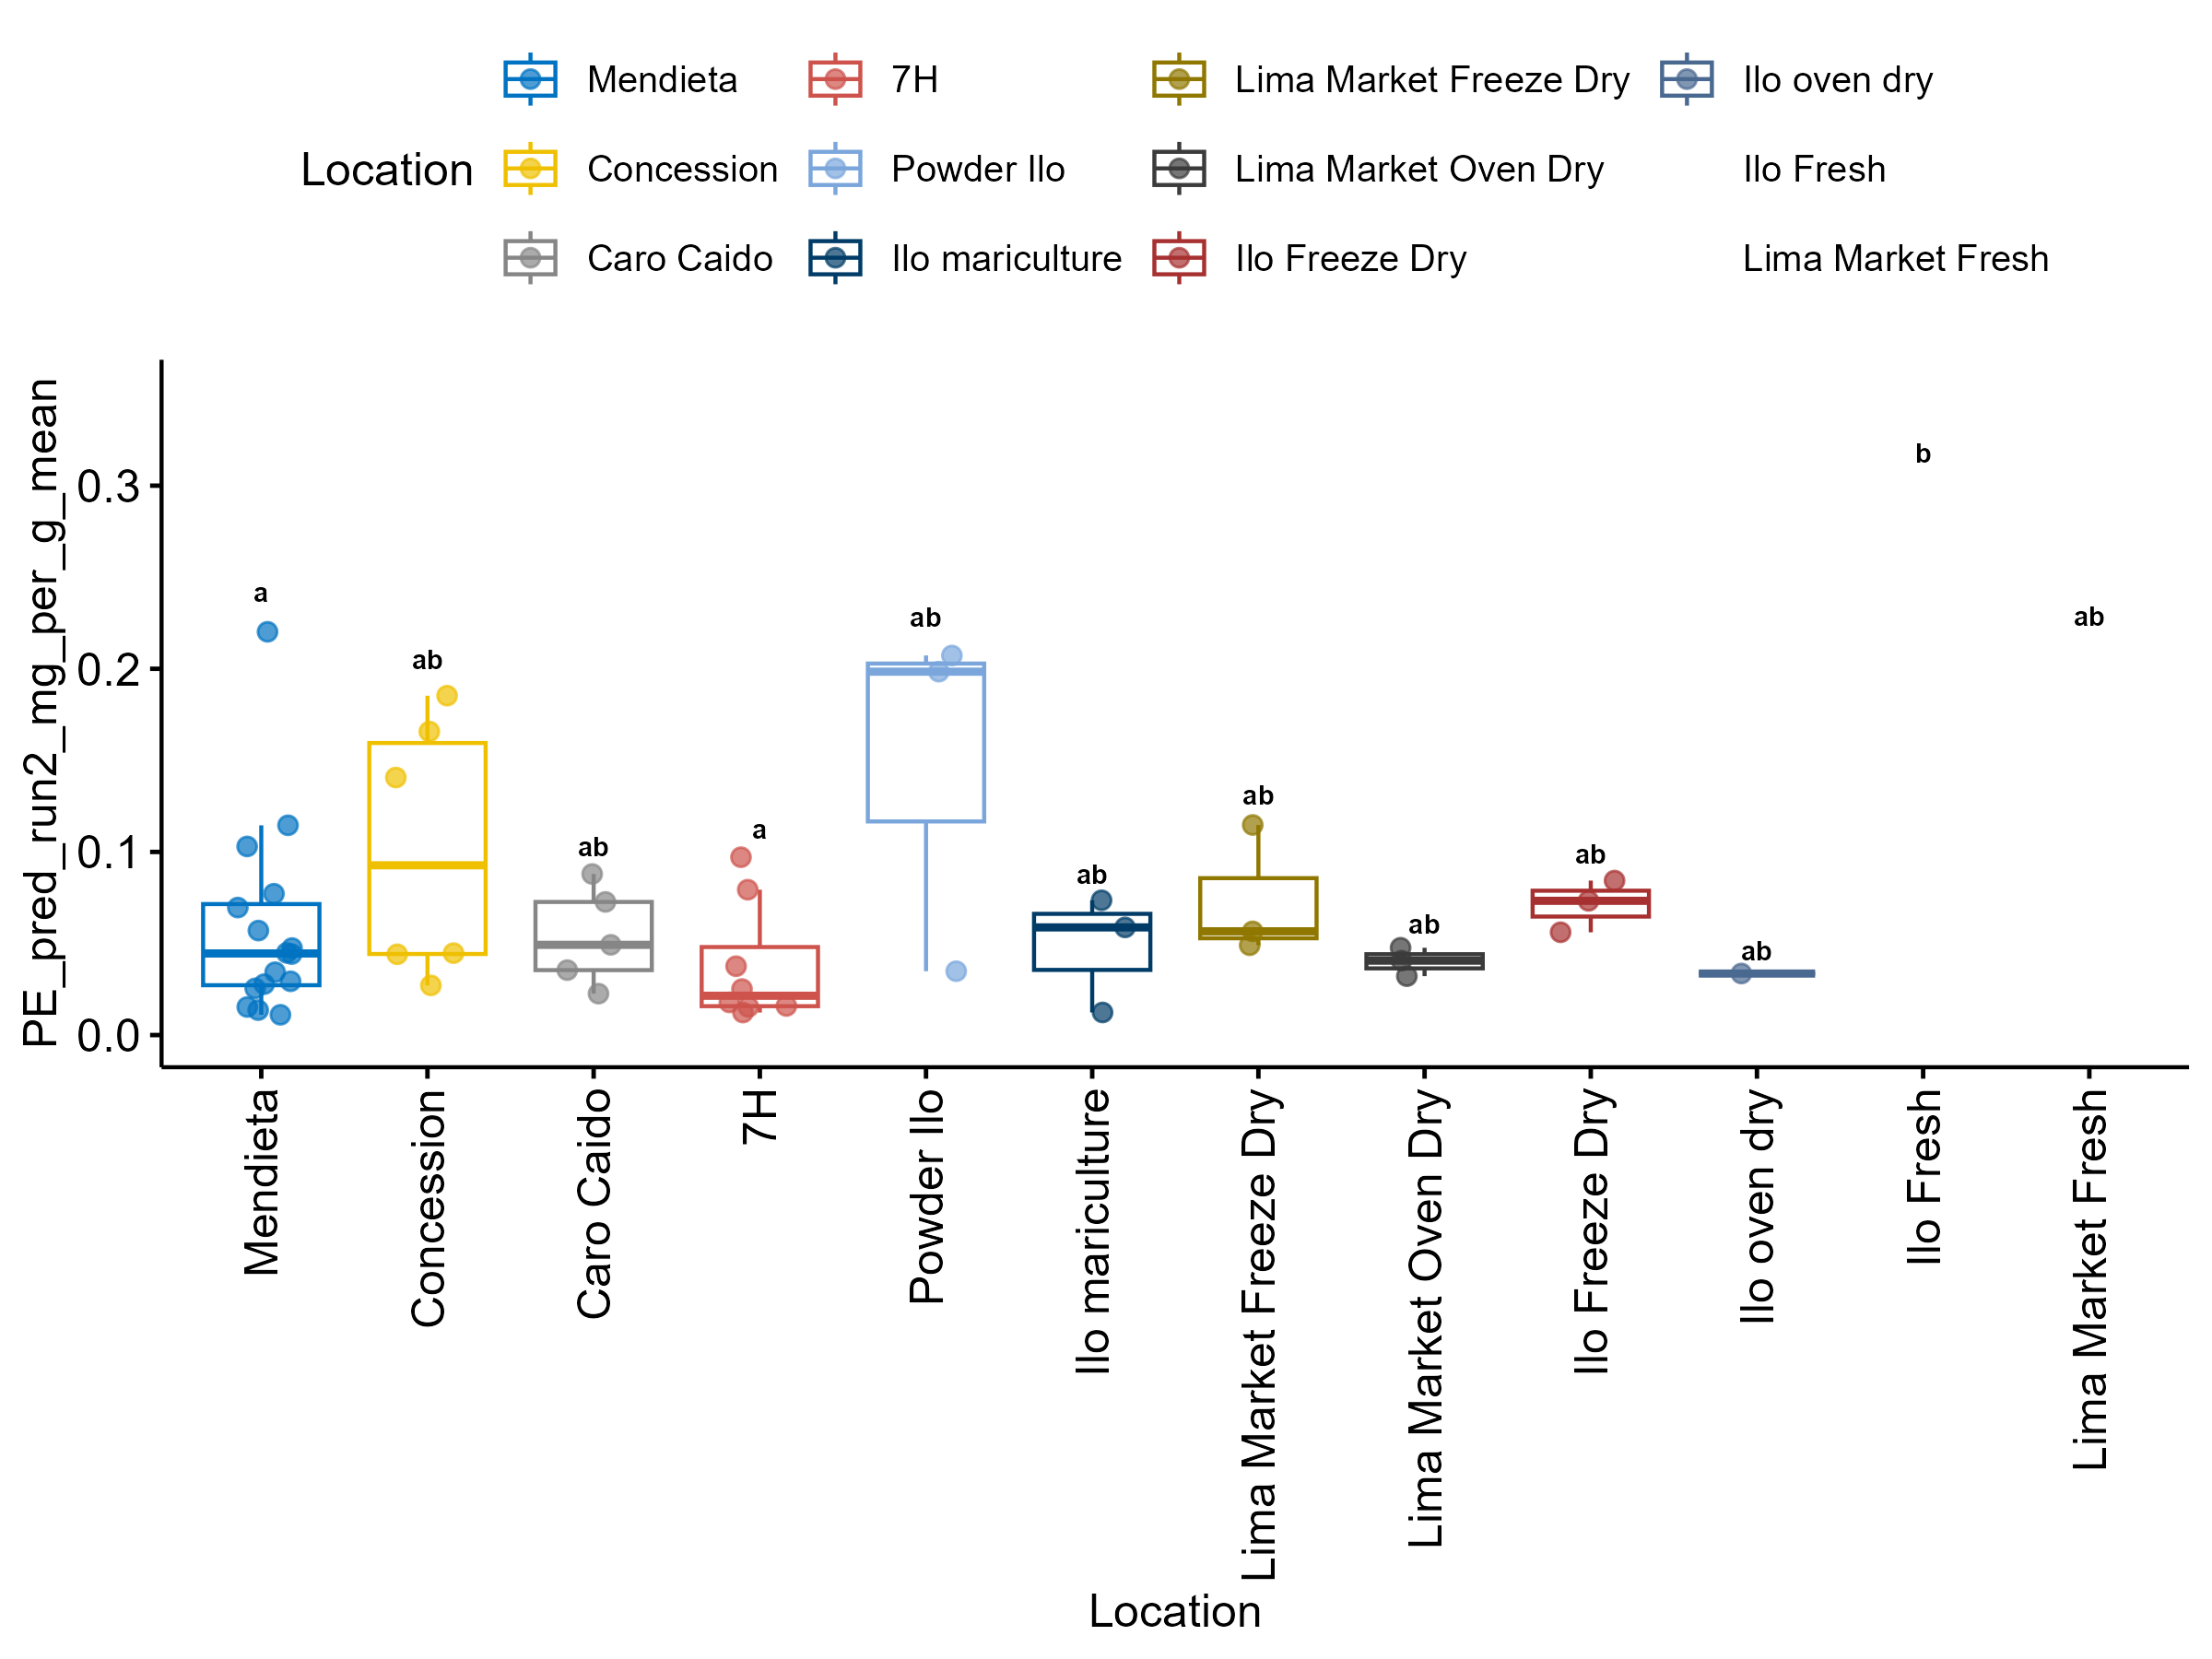 Location
Mendieta
Concession
Caro Caido
7H
Powder Ilo
Ilo mariculture
Lima Market Freeze Dry
Lima Market Oven Dry
Ilo Freeze Dry
Ilo oven dry
Ilo Fresh
Lima Market Fresh
PE_pred_run2_mg_per_g_mean
0.3
0.2
0.1
0.0
a
ab
ab
a
ab
ab
ab
ab
ab
ab
b
ab
Mendieta
Concession
Caro Caido
7H
Powder Ilo
Ilo mariculture
Lima Market Freeze Dry
Lima Market Oven Dry
Ilo Freeze Dry
Ilo oven dry
Ilo Fresh
Lima Market Fresh
Location